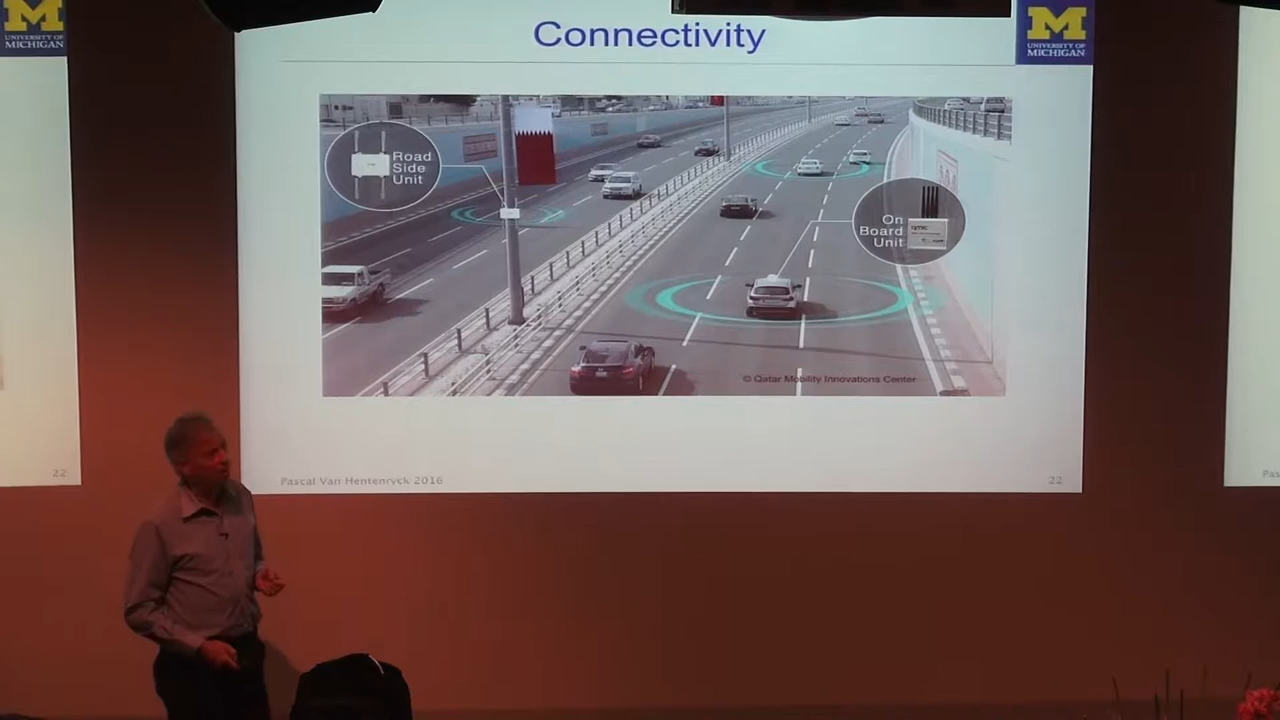 M
UNIVERSITY OF
MICHIGAN
Connectivity
M
UNIVERSITY OF
MICHIGAN
Road
Side
Unit
On
Board
Unit
© Qatar Mobility Innovations Center
22
Pascal Van Hentenryck 2016
22
Pas